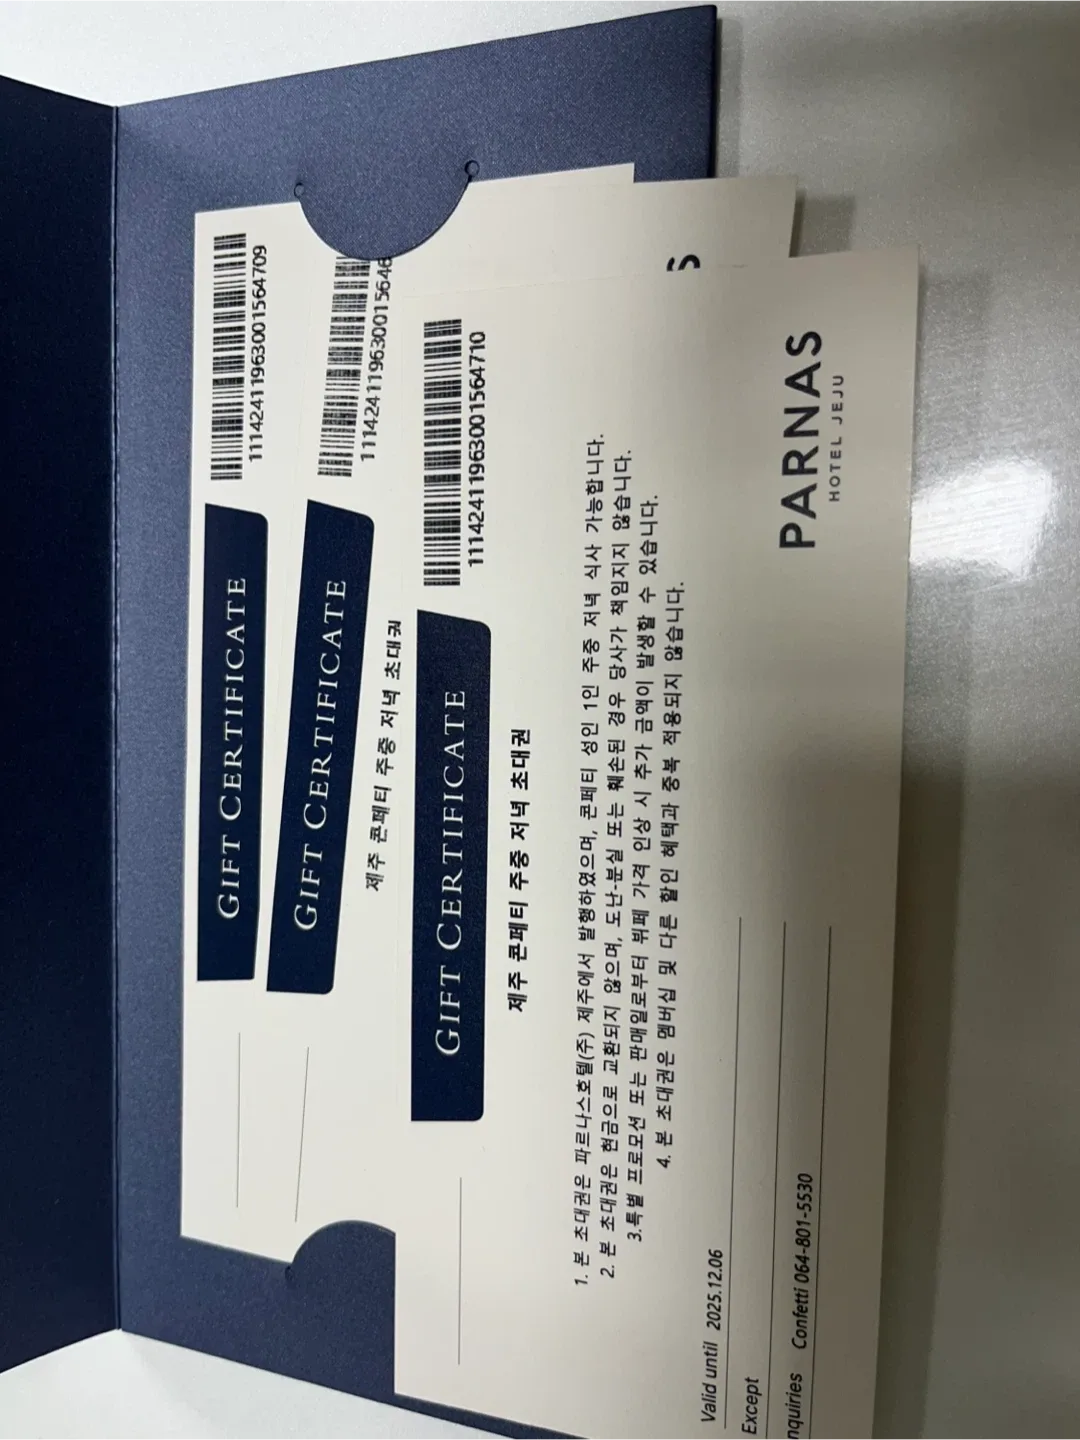 GIFT CERTIFICATE
1114241196300156​4709
GIFT CERTIFICATE
111424119630015646
제주 콘페티 주중 저녁 초대권
GIFT CERTIFICATE
11142411963001564710
제주 콘페티 주중 저녁 초대권
1. 본 초대권은 파르나스호텔(주) 제주에서 발행하였으며, 콘페티 성인 1인 주중 저녁 식사 가능합니다.
2. 본 초대권은 현금으로 교환되지 않으며, 도난·분실 또는 훼손된 경우 당사가 책임지지 않습니다.
3.특별 프로모션 또는 판매일로부터 뷔페 가격 인상 시 추가 금액이 발생할 수 있습니다.
4. 본 초대권은 멤버십 및 다른 할인 혜택과 중복 적용되지 않습니다.
Valid until 2025.12.06
Except
nquiries Confetti 064-801-5530
S
PARNAS
HOTEL JEJU